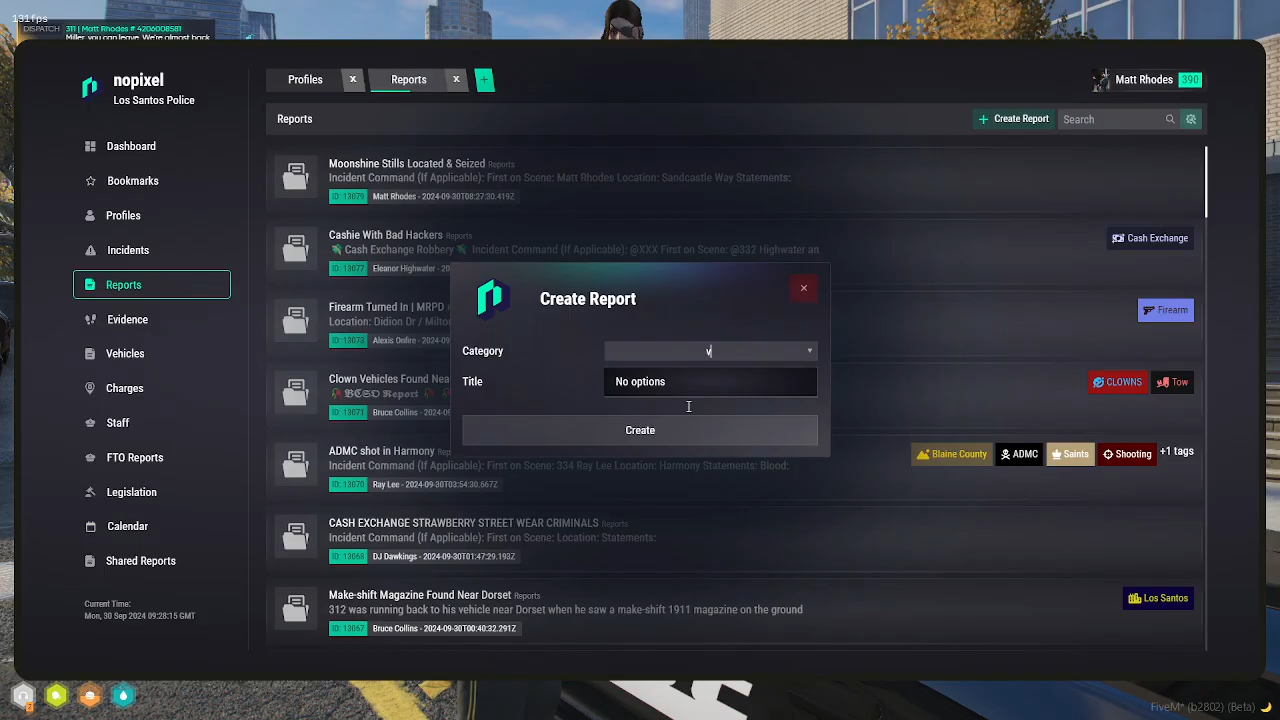 131fps
DISPATCH 311 | Matt Rhodes # 4206008581
Miller, you can leave. We're almost back
nopixel
Los Santos Police
Dashboard
Bookmarks
Profiles
Incidents
Reports
Evidence
Vehicles
Charges
Staff
FTO Reports
Legislation
Calendar
Shared Reports
Current Time:
Mon, 30 Sep 2024 09:28:15 GMT
Profiles x Reports x +
Matt Rhodes 390
Reports
+ Create Report
Search
Moonshine Stills Located & Seized Reports
Incident Command (If Applicable): First on Scene: Matt Rhodes Location: Sandcastle Way Statements:
ID: 13079 Matt Rhodes - 2024-09-30T08:27:30.419Z
Cashie With Bad Hackers Reports
Cash Exchange Robbery Incident Command (If Applicable): @XXX First on Scene: @332 Highwater an
ID: 13077 Eleanor Highwater - 20
Cash Exchange
Firearm Turned In | MRPD
Location: Didion Dr / Milton
ID: 13073 Alexis Onfire - 2
Firearm
Clown Vehicles Found Nea
𝕭𝕮𝕾𝕺 𝕽𝖊𝖕𝖔𝖗𝖙
ID: 13071 Bruce Collins - 2
CLOWNS Tow
ADMC shot in Harmony Rep
Incident Command (If Applicable): First on Scene: 334 Ray Lee Location: Harmony Statements: Blood:
ID: 13070 Ray Lee - 2024-09-30T03:54:30.667Z
Blaine County ADMC Saints Shooting +1 tags
CASH EXCHANGE STRAWBERRY STREET WEAR CRIMINALS Reports
Incident Command (If Applicable): First on Scene: Location: Statements:
ID: 13068 DJ Dawkings - 2024-09-30T01:47:29.193Z
Make-shift Magazine Found Near Dorset Reports
312 was running back to his vehicle near Dorset when he saw a make-shift 1911 magazine on the ground
ID: 13067 Bruce Collins - 2024-09-30T00:40:32.291Z
Los Santos
Create Report
×
Category
v
Title
No options
Create
2
FiveM* (b2802) (Beta)